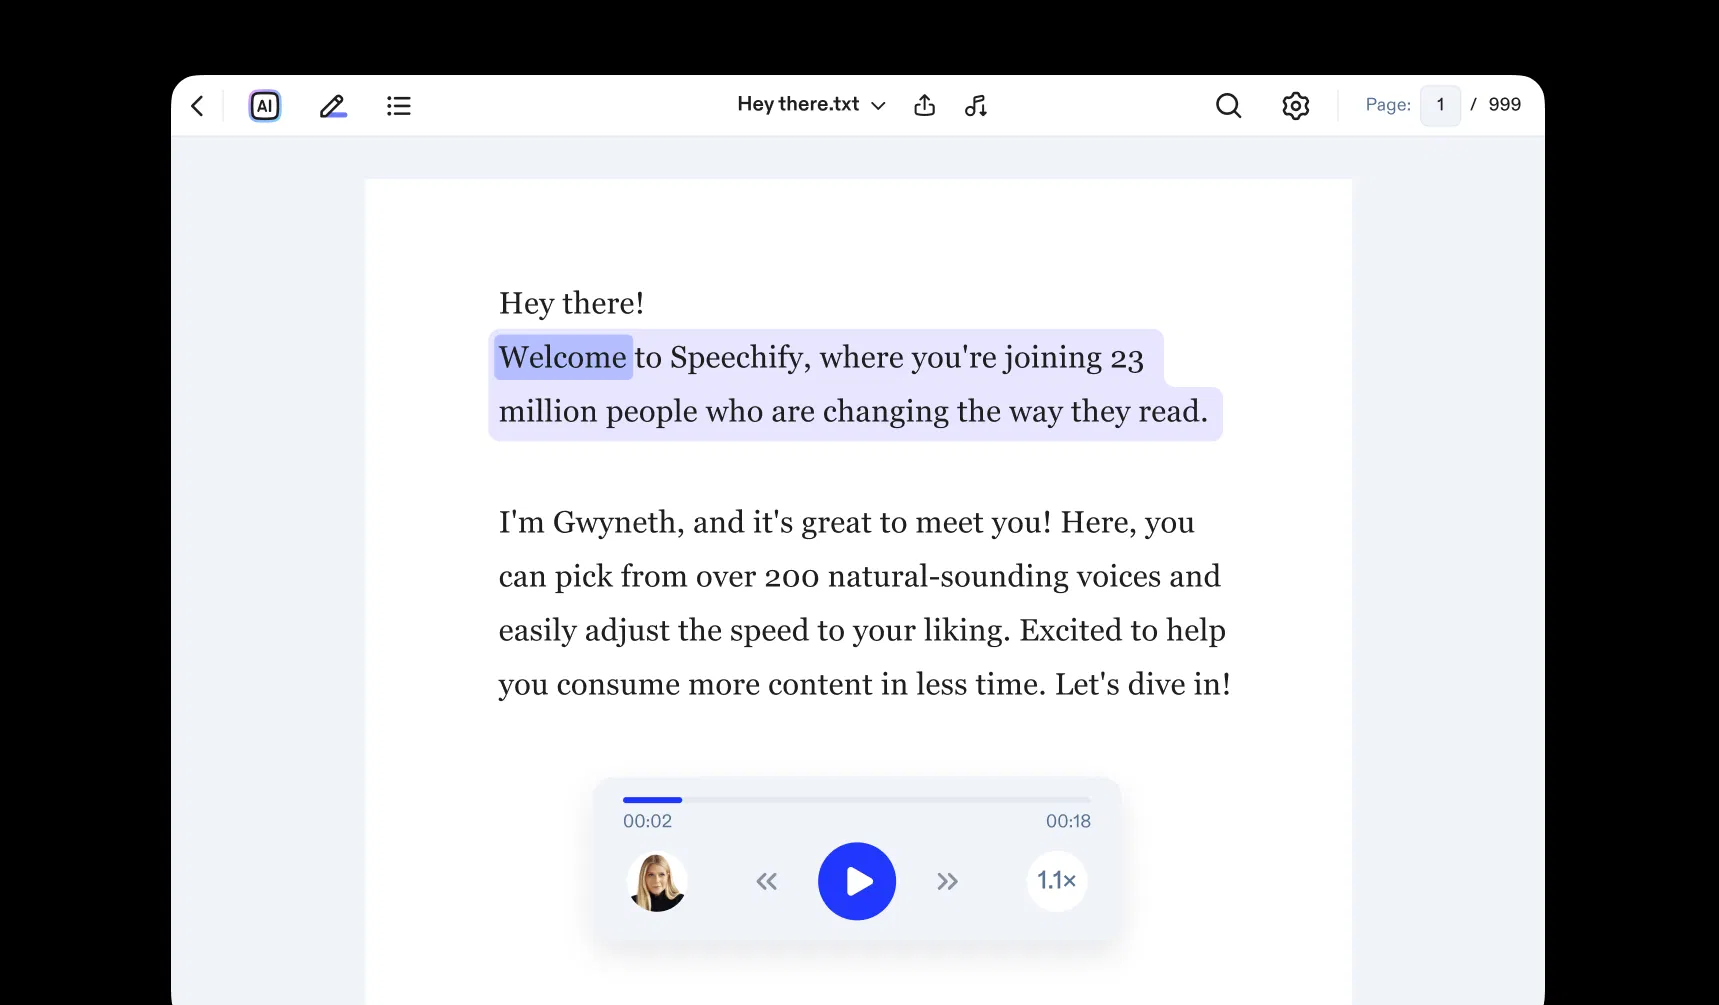 AI
Hey there.txt
Page: 1 / 999
Hey there!
Welcome to Speechify, where you're joining 23
million people who are changing the way they read.
I'm Gwyneth, and it's great to meet you! Here, you
can pick from over 200 natural-sounding voices and
easily adjust the speed to your liking. Excited to help
you consume more content in less time. Let's dive in!
00:02 00:18
1.1×